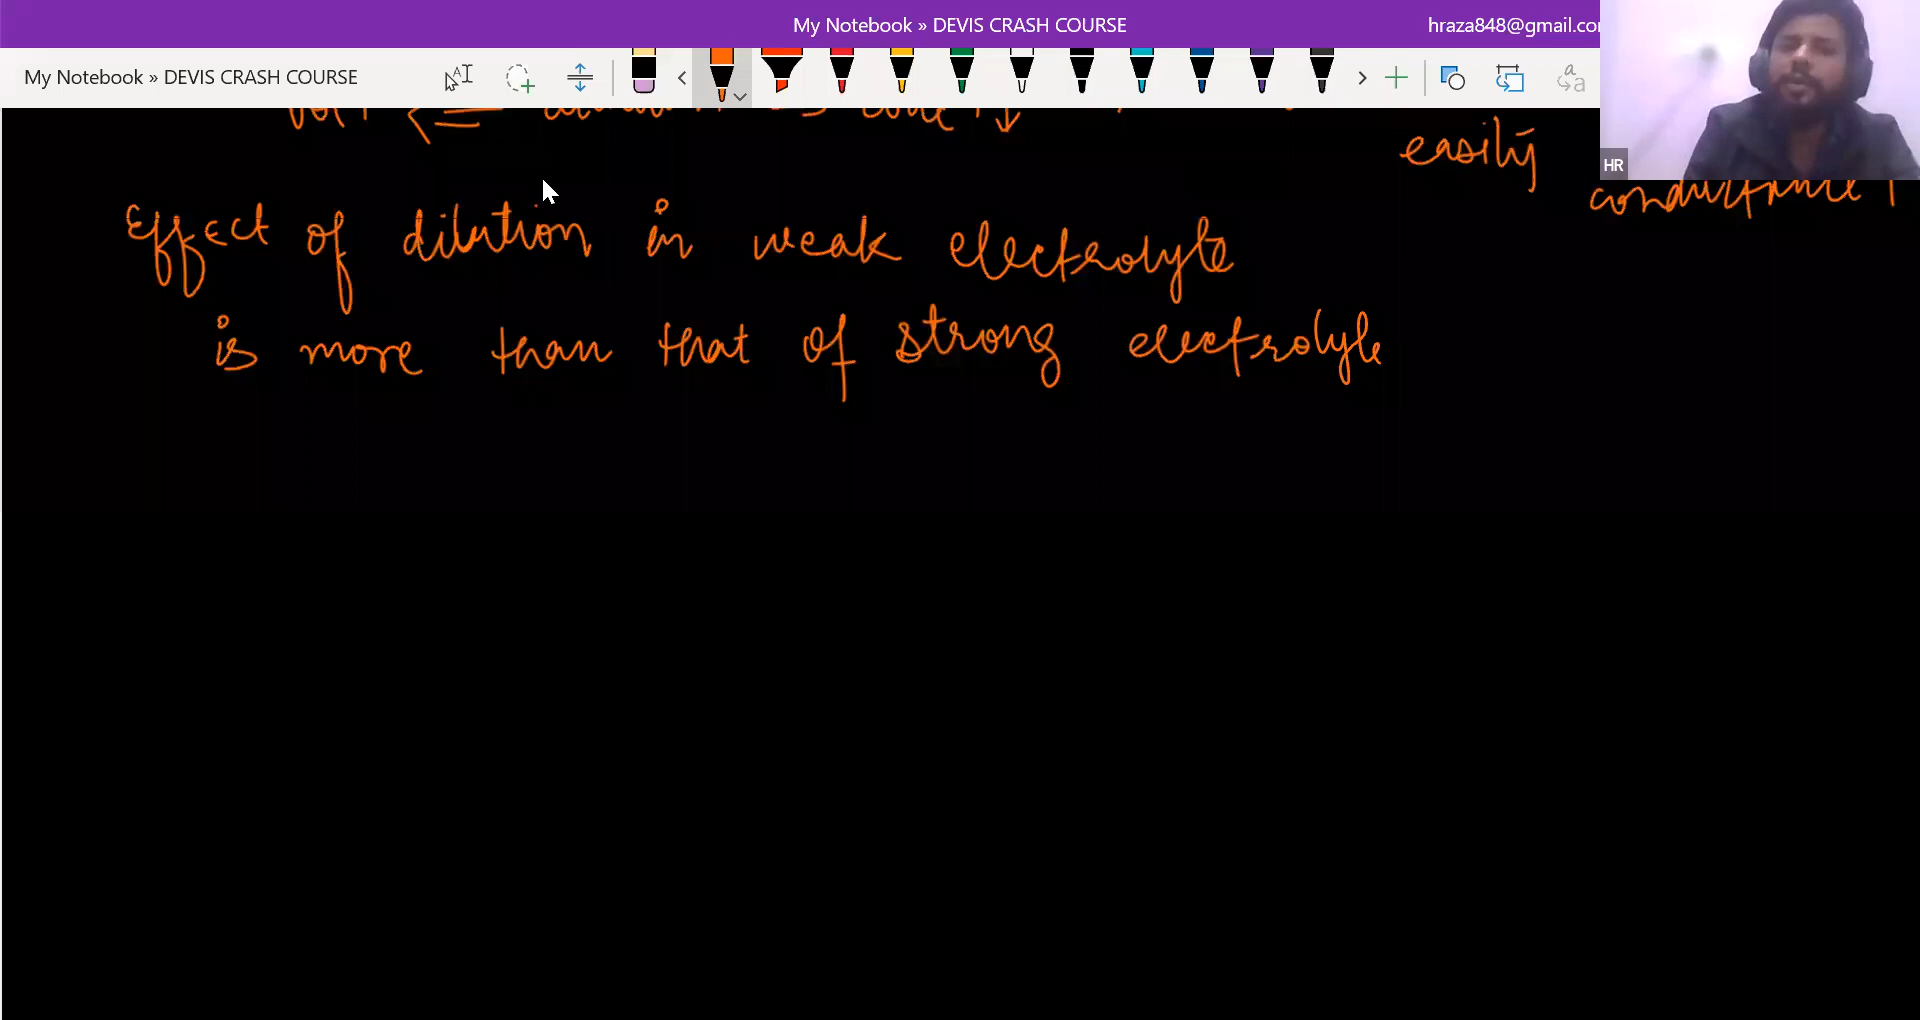 My Notebook » DEVIS CRASH COURSE
hraza848@gmail.co
My Notebook » DEVIS CRASH COURSE
HR
easily
conductance ↑
Effect of dilution in weak electrolyte
is more than that of strong electrolyte